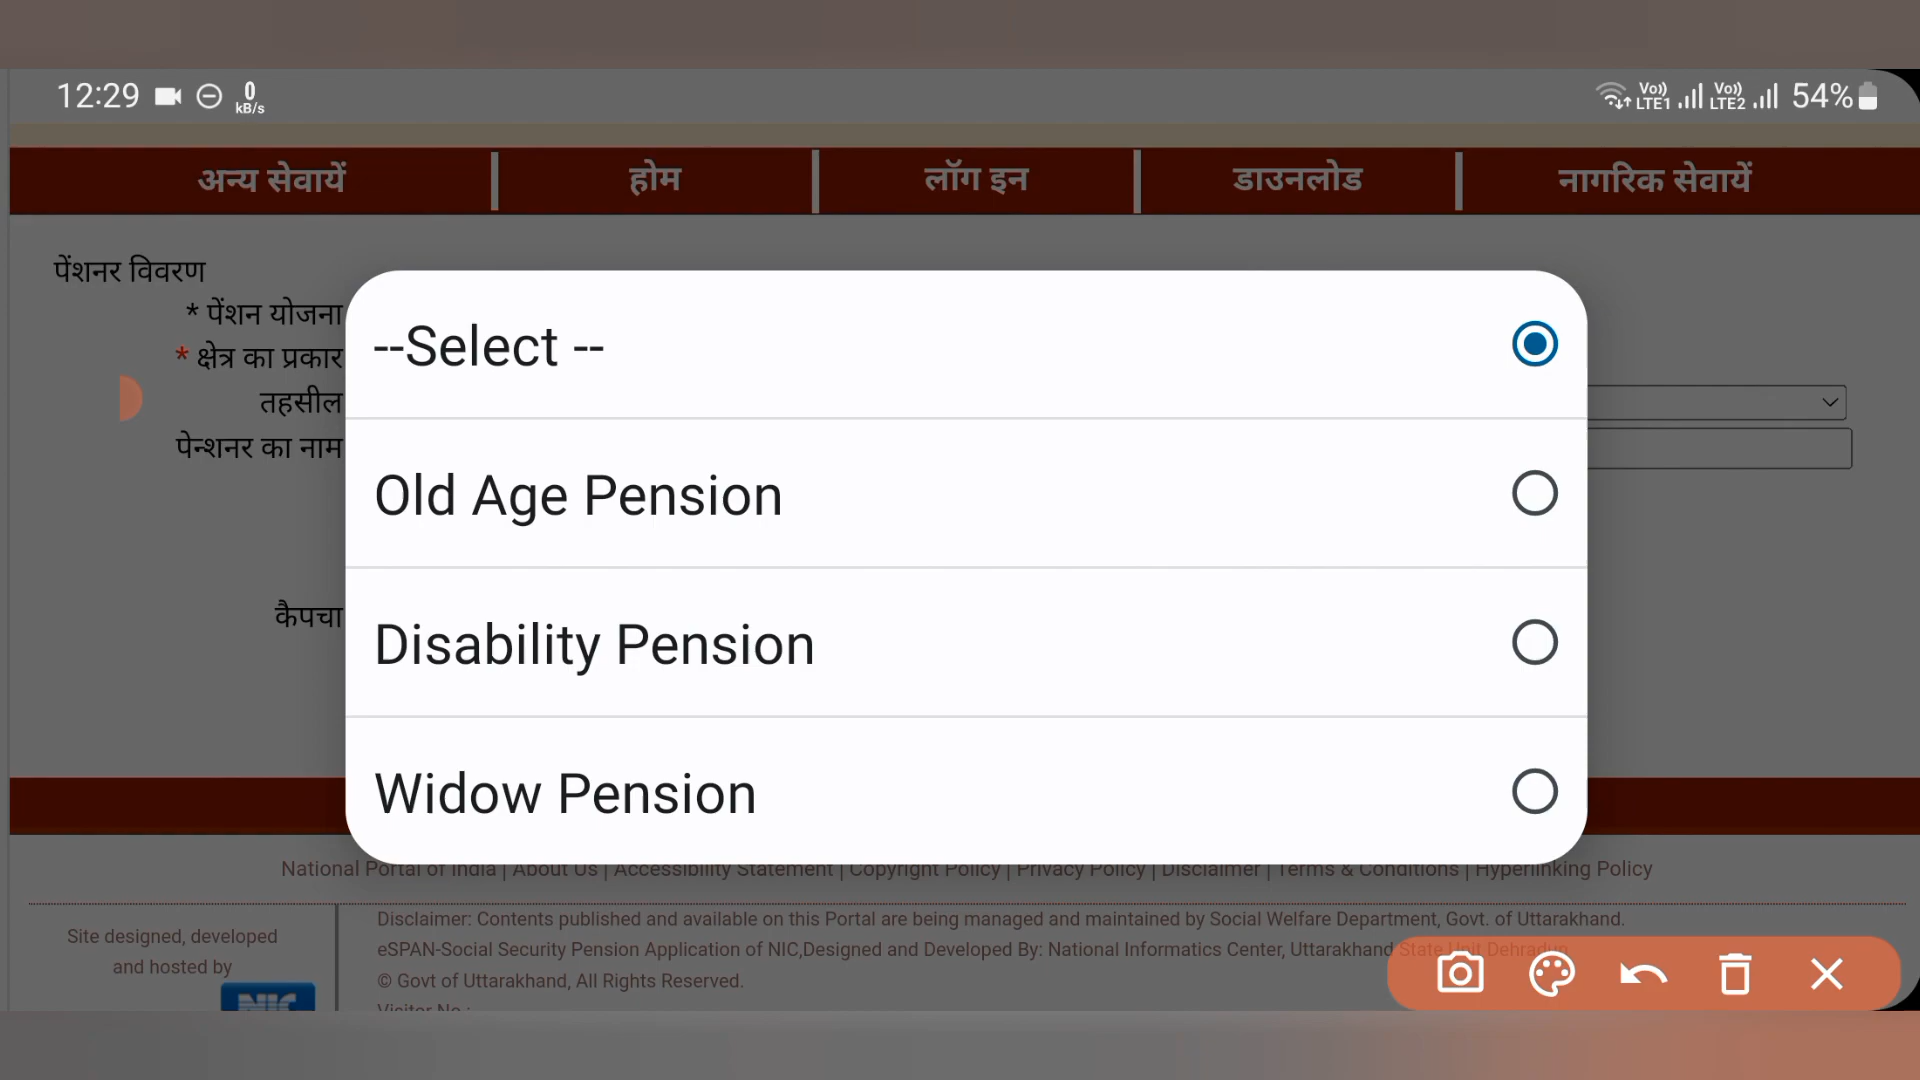 12:29 0 kB/s Vo)) LTE1 Vo)) LTE2 54%
अन्य सेवायें होम लॉग इन डाउनलोड नागरिक सेवायें
पेंशनर विवरण
* पेंशन योजना
* क्षेत्र का प्रकार
तहसील
पेन्शनर का नाम
कैपचा
--Select --
Old Age Pension
Disability Pension
Widow Pension
National Portal of India | About Us | Accessibility Statement | Copyright Policy | Privacy Policy | Disclaimer | Terms & Conditions | Hyperlinking Policy
Site designed, developed
and hosted by
NIC
Disclaimer: Contents published and available on this Portal are being managed and maintained by Social Welfare Department, Govt. of Uttarakhand.
eSPAN-Social Security Pension Application of NIC,Designed and Developed By: National Informatics Center, Uttarakhand State Unit Dehradun
© Govt of Uttarakhand, All Rights Reserved.
Visitor No :